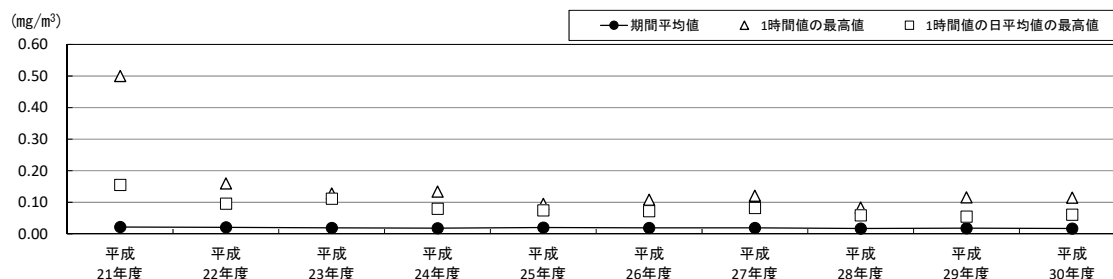 (mg/m³)
期間平均値 1時間値の最高値 1時間値の日平均値の最高値
0.60
0.50
0.40
0.30
0.20
0.10
0.00
平成 平成 平成 平成 平成 平成 平成 平成 平成 平成
21年度 22年度 23年度 24年度 25年度 26年度 27年度 28年度 29年度 30年度